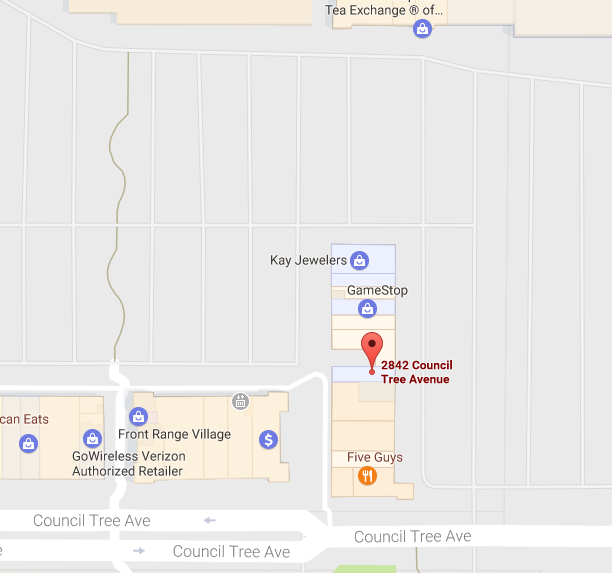 Tea Exchange ® of...
Kay Jewelers
GameStop
2842 Council
Tree Avenue
can Eats
Front Range Village
$
GoWireless Verizon
Authorized Retailer
Five Guys
Council Tree Ave
Council Tree Ave
Council Tree Ave